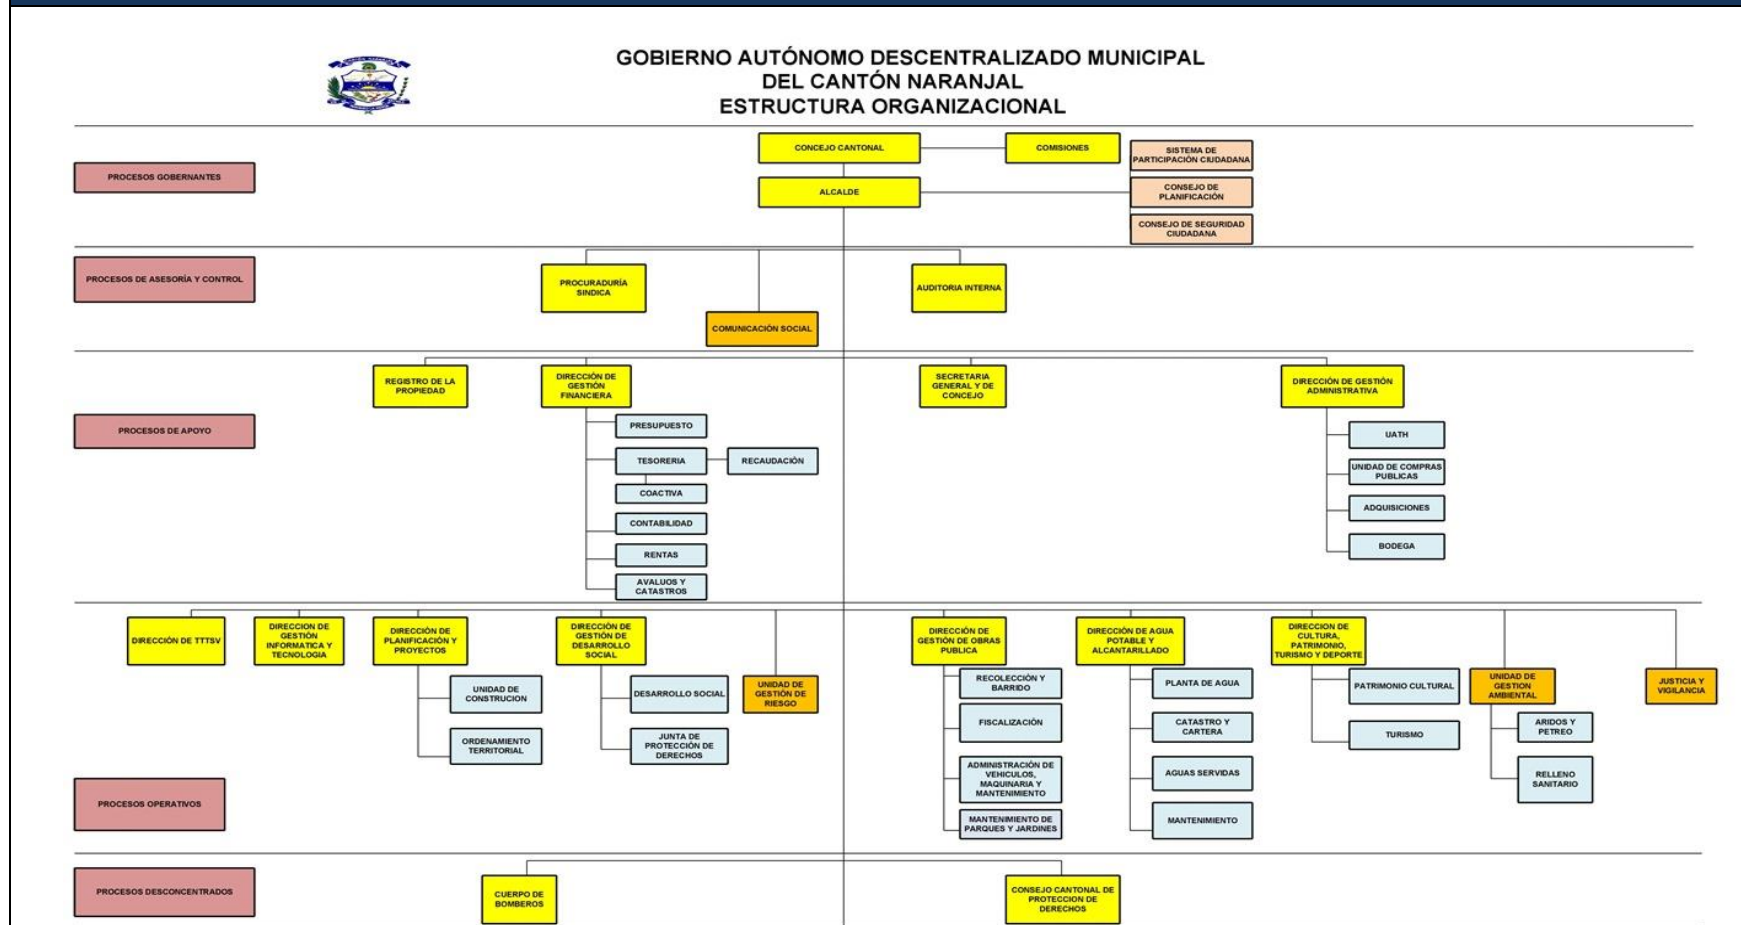 GOBIERNO AUTÓNOMO DESCENTRALIZADO MUNICIPAL
DEL CANTÓN NARANJAL
ESTRUCTURA ORGANIZACIONAL
PROCESOS GOBERNANTES
CONCEJO CANTONAL
COMISIONES
SISTEMA DE
PARTICIPACIÓN CIUDADANA
ALCALDE
CONSEJO DE
PLANIFICACIÓN
CONSEJO DE SEGURIDAD
CIUDADANA
PROCESOS DE ASESORÍA Y CONTROL
PROCURADURÍA
SINDICA
AUDITORIA INTERNA
COMUNICACIÓN SOCIAL
PROCESOS DE APOYO
REGISTRO DE LA
PROPIEDAD
DIRECCIÓN DE
GESTIÓN
FINANCIERA
SECRETARIA
GENERAL Y DE
CONCEJO
DIRECCIÓN DE GESTIÓN
ADMINISTRATIVA
PRESUPUESTO
TESORERIA
RECAUDACIÓN
COACTIVA
CONTABILIDAD
RENTAS
AVALUOS Y
CATASTROS
UATH
UNIDAD DE COMPRAS
PUBLICAS
ADQUISICIONES
BODEGA
PROCESOS OPERATIVOS
DIRECCIÓN DE TTTSV
DIRECCION DE
GESTIÓN
INFORMATICA Y
TECNOLOGIA
DIRECCIÓN DE
PLANIFICACIÓN Y
PROYECTOS
UNIDAD DE
CONSTRUCION
ORDENAMIENTO
TERRITORIAL
DIRECCIÓN DE
GESTIÓN DE
DESARROLLO
SOCIAL
DESARROLLO SOCIAL
JUNTA DE
PROTECCIÓN DE
DERECHOS
UNIDAD DE
GESTIÓN DE
RIESGO
DIRECCIÓN DE
GESTIÓN DE OBRAS
PUBLICA
RECOLECCIÓN Y
BARRIDO
FISCALIZACIÓN
ADMINISTRACIÓN DE
VEHICULOS,
MAQUINARIA Y
MANTENIMIENTO
MANTENIMIENTO DE
PARQUES Y JARDINES
DIRECCIÓN DE AGUA
POTABLE Y
ALCANTARILLADO
PLANTA DE AGUA
CATASTRO Y
CARTERA
AGUAS SERVIDAS
MANTENIMIENTO
DIRECCION DE
CULTURA,
PATRIMONIO,
TURISMO Y DEPORTE
PATRIMONIO CULTURAL
TURISMO
UNIDAD DE
GESTION
AMBIENTAL
ARIDOS Y
PETREO
RELLENO
SANITARIO
JUSTICIA Y
VIGILANCIA
PROCESOS DESCONCENTRADOS
CUERPO DE
BOMBEROS
CONSEJO CANTONAL DE
PROTECCION DE
DERECHOS